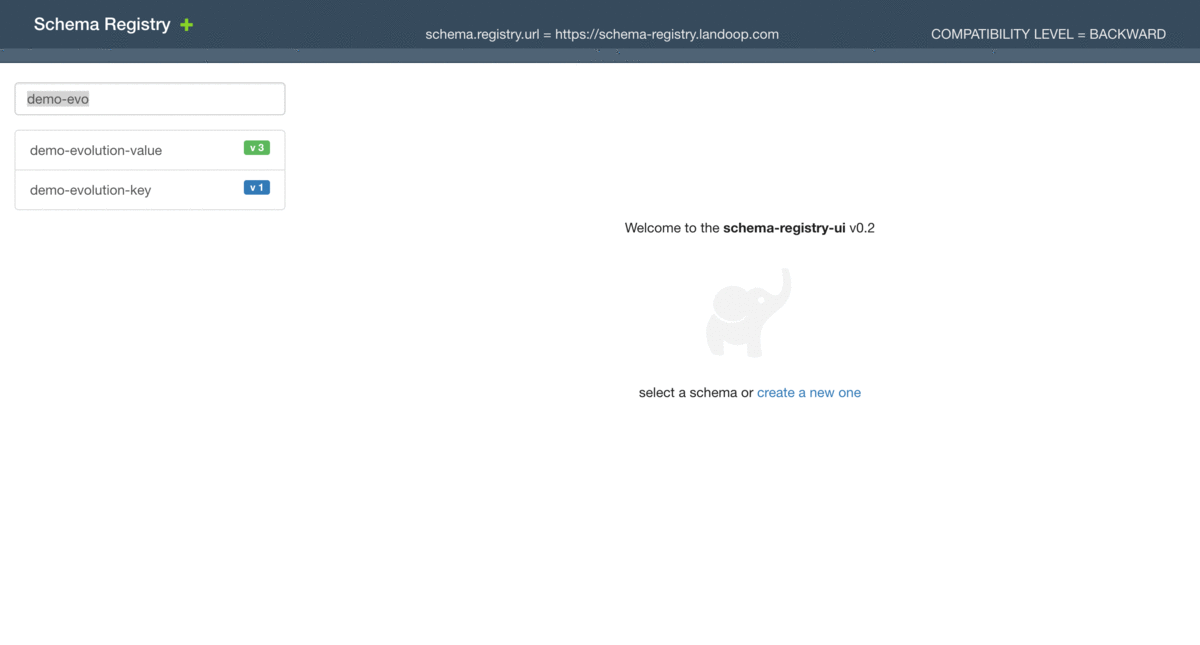 Schema Registry +
schema.registry.url = https://schema-registry.landoop.com
COMPATIBILITY LEVEL = BACKWARD
demo-evo
demo-evolution-value v 3
demo-evolution-key v 1
Welcome to the schema-registry-ui v0.2
select a schema or create a new one